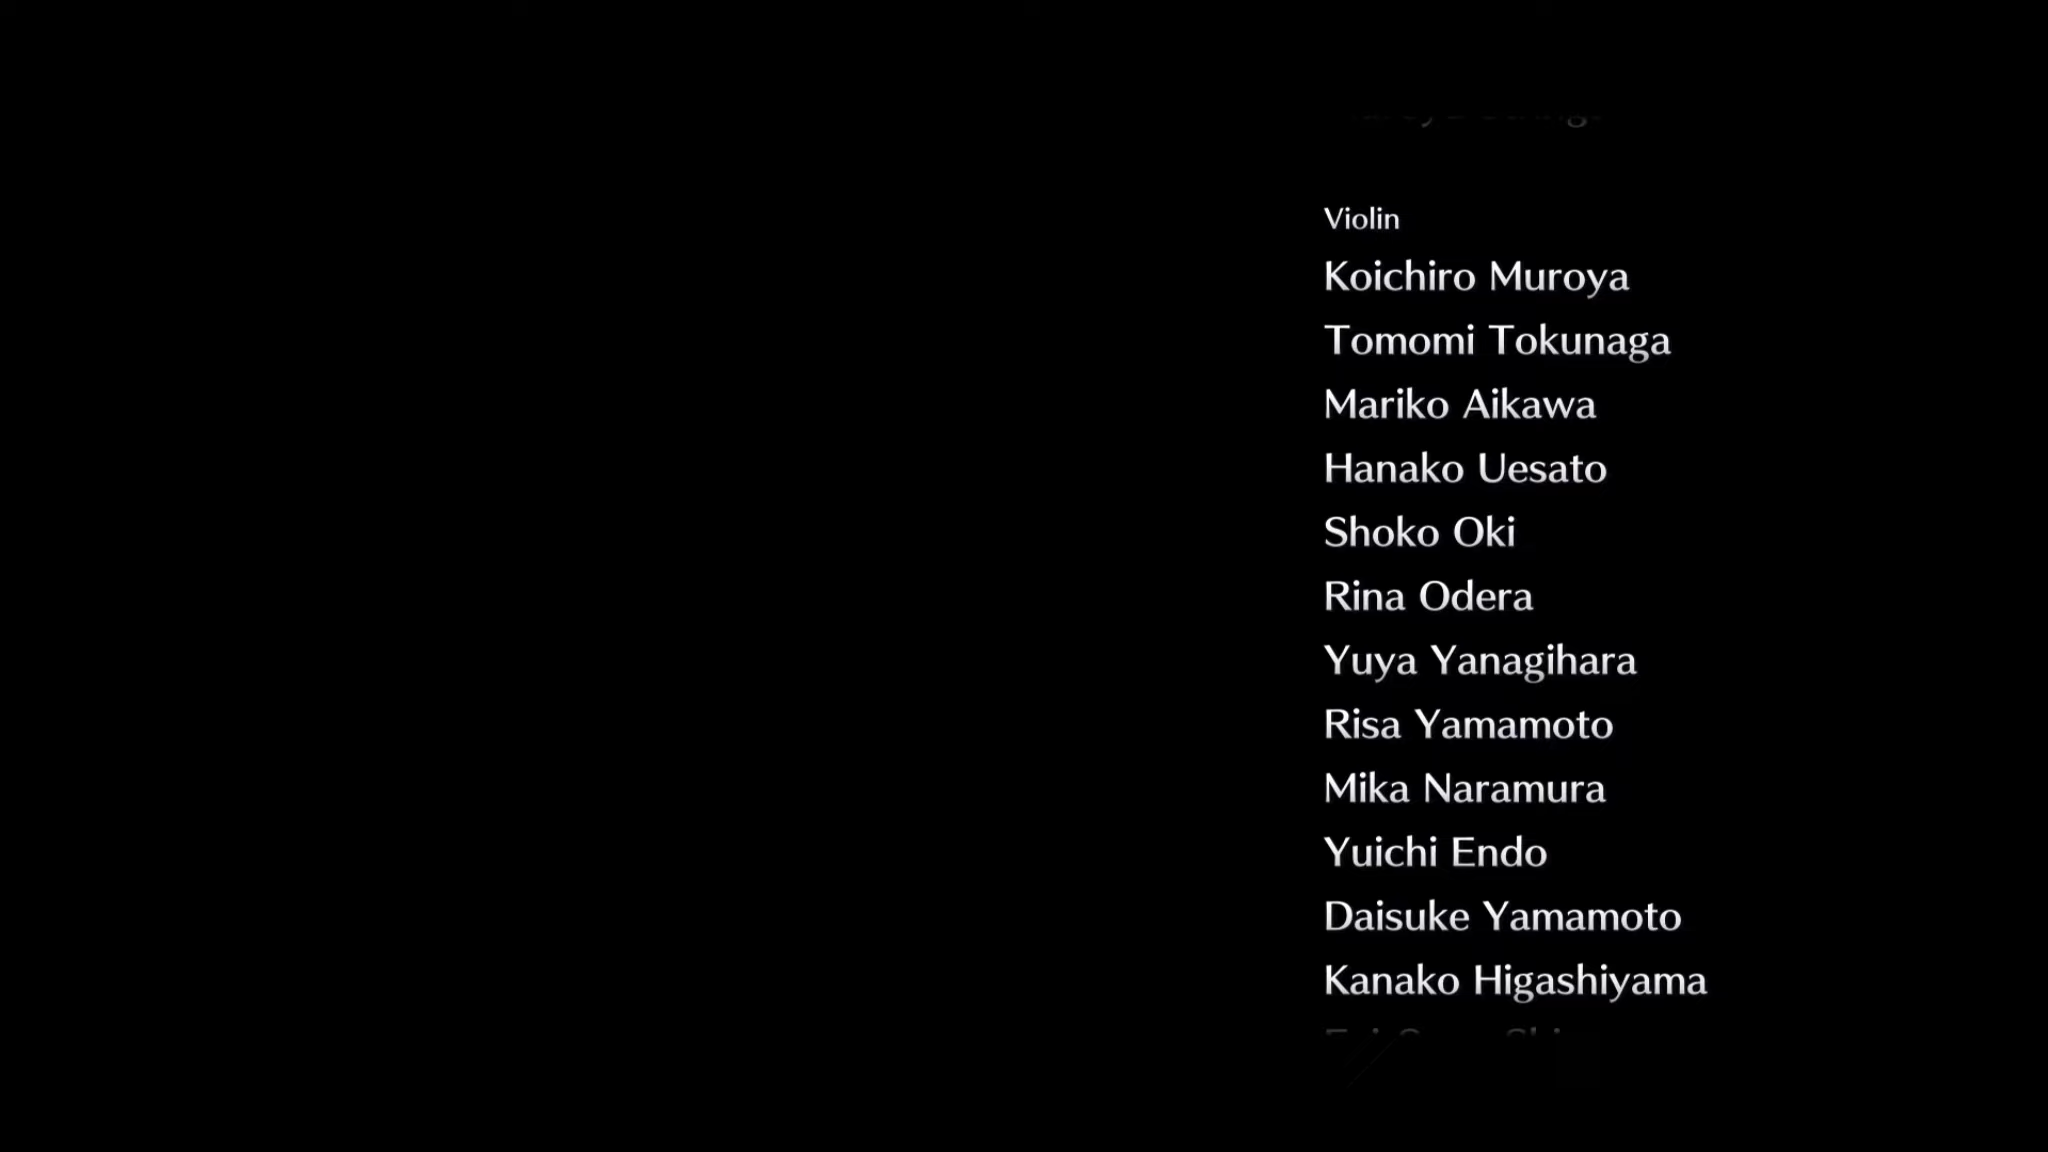 Violin
Koichiro Muroya
Tomomi Tokunaga
Mariko Aikawa
Hanako Uesato
Shoko Oki
Rina Odera
Yuya Yanagihara
Risa Yamamoto
Mika Naramura
Yuichi Endo
Daisuke Yamamoto
Kanako Higashiyama